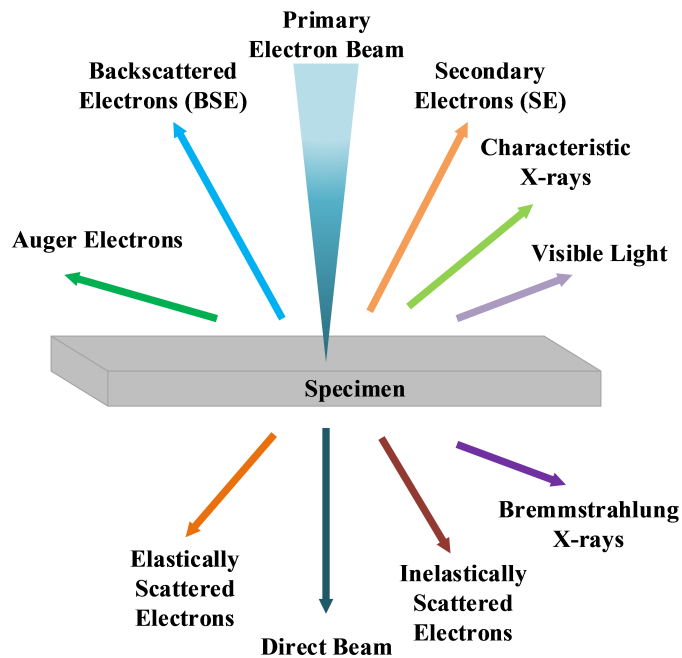 Primary
Electron Beam
Backscattered
Electrons (BSE)
Secondary
Electrons (SE)
Characteristic
X-rays
Auger Electrons
Visible Light
Specimen
Bremmstrahlung
X-rays
Elastically
Scattered
Electrons
Inelastically
Scattered
Electrons
Direct Beam